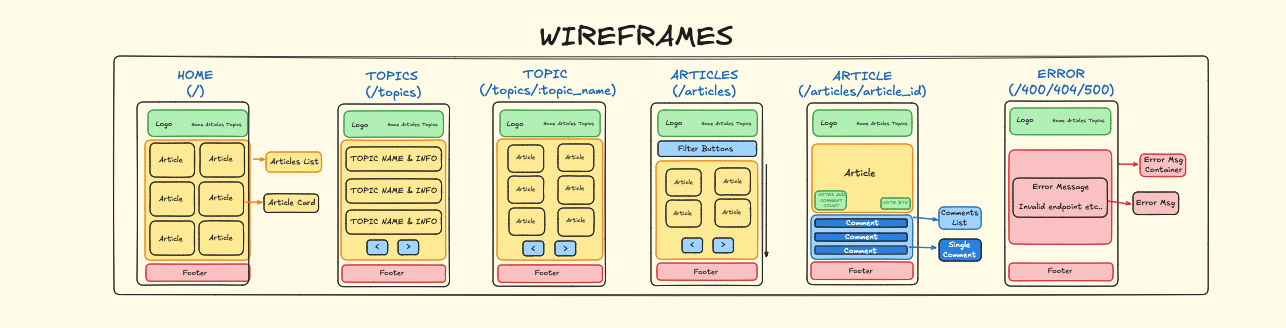 WIREFRAMES
HOME
(/)
Logo
Home Articles Topics
Article
Article
Article
Article
Article
Article
Footer
Articles List
Article Card
TOPICS
(/topics)
Logo
Home Articles Topics
TOPIC NAME & INFO
TOPIC NAME & INFO
TOPIC NAME & INFO
<
>
Footer
TOPIC
(/topics/:topic_name)
Logo
Home Articles Topics
Article
Article
Article
Article
Article
Article
<
>
Footer
ARTICLES
(/articles)
Logo
Home Articles Topics
Filter Buttons
Article
Article
Article
Article
<
>
Footer
ARTICLE
(/articles/article_id)
Logo
Home Articles Topics
Article
VOTES AND
COMMENT
COUNT
VOTE BTN
Comment
Comment
Comment
Footer
Comments
List
Single
Comment
ERROR
(/400/404/500)
Logo
Home Articles Topics
Error Message
Invalid endpoint etc..
Footer
Error Msg
Container
Error Msg